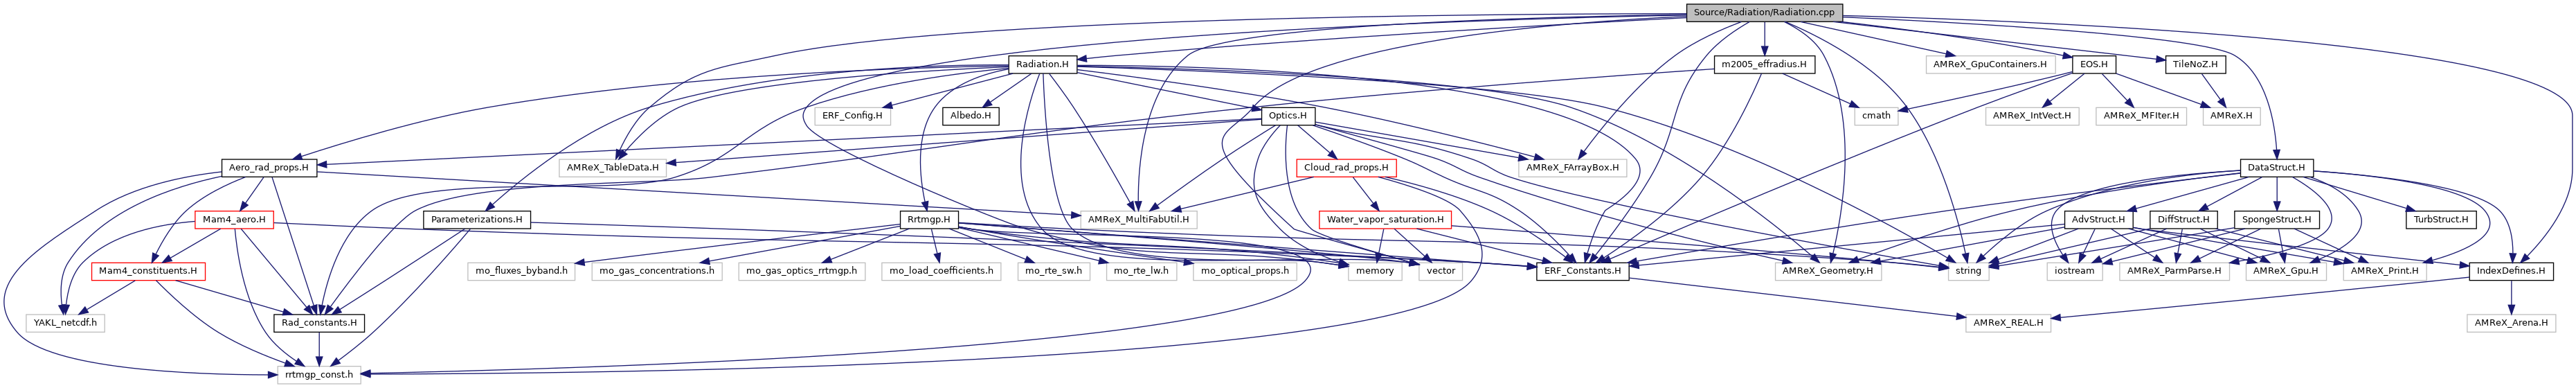 Source/Radiation/Radiation.cpp
Radiation.H
m2005_effradius.H
AMReX_GpuContainers.H
EOS.H
TileNoZ.H
ERF_Config.H
Albedo.H
Optics.H
cmath
AMReX_IntVect.H
AMReX_MFIter.H
AMReX.H
Aero_rad_props.H
AMReX_TableData.H
Cloud_rad_props.H
AMReX_FArrayBox.H
DataStruct.H
Mam4_aero.H
Parameterizations.H
Rrtmgp.H
AMReX_MultiFabUtil.H
Water_vapor_saturation.H
AdvStruct.H
DiffStruct.H
SpongeStruct.H
TurbStruct.H
Mam4_constituents.H
mo_fluxes_byband.h
mo_gas_concentrations.h
mo_gas_optics_rrtmgp.h
mo_load_coefficients.h
mo_rte_sw.h
mo_rte_lw.h
mo_optical_props.h
memory
vector
ERF_Constants.H
AMReX_Geometry.H
string
iostream
AMReX_ParmParse.H
AMReX_Gpu.H
AMReX_Print.H
IndexDefines.H
YAKL_netcdf.h
Rad_constants.H
AMReX_REAL.H
AMReX_Arena.H
rrtmgp_const.h